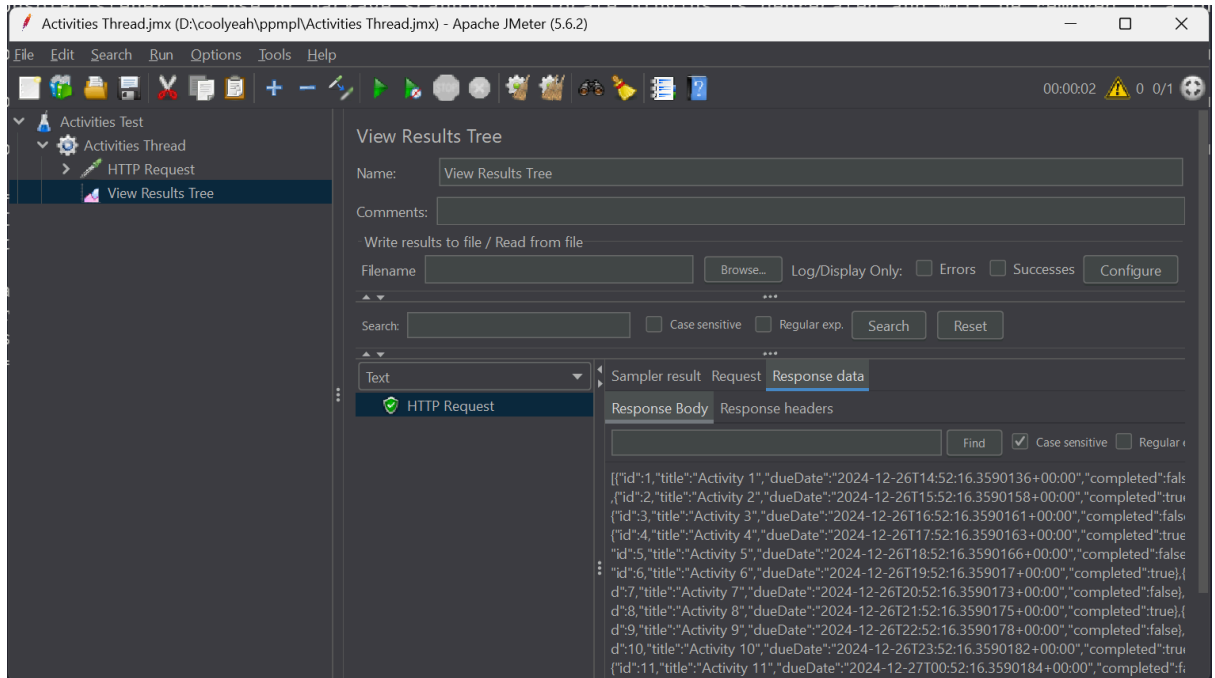 Activities Thread.jmx (D:\coolyeah\ppmpl\Activities Thread.jmx) - Apache JMeter (5.6.2)
File Edit Search Run Options Tools Help
00:00:02 0 0/1
Activities Test
Activities Thread
HTTP Request
View Results Tree
View Results Tree
Name: View Results Tree
Comments:
Write results to file / Read from file
Filename Browse... Log/Display Only: Errors Successes Configure
Search: Case sensitive Regular exp. Search Reset
Text
HTTP Request
Sampler result Request Response data
Response Body Response headers
Find Case sensitive Regular e
[{"id":1,"title":"Activity 1","dueDate":"2024-12-26T14:52:16.3590136+00:00","completed":fals
,{"id":2,"title":"Activity 2","dueDate":"2024-12-26T15:52:16.3590158+00:00","completed":true
{"id":3,"title":"Activity 3","dueDate":"2024-12-26T16:52:16.3590161+00:00","completed":false
{"id":4,"title":"Activity 4","dueDate":"2024-12-26T17:52:16.3590163+00:00","completed":true
"id":5,"title":"Activity 5","dueDate":"2024-12-26T18:52:16.3590166+00:00","completed":false
"id":6,"title":"Activity 6","dueDate":"2024-12-26T19:52:16.359017+00:00","completed":true},{
d":7,"title":"Activity 7","dueDate":"2024-12-26T20:52:16.3590173+00:00","completed":false},
d":8,"title":"Activity 8","dueDate":"2024-12-26T21:52:16.3590175+00:00","completed":true},{
d":9,"title":"Activity 9","dueDate":"2024-12-26T22:52:16.3590178+00:00","completed":false},
d":10,"title":"Activity 10","dueDate":"2024-12-26T23:52:16.3590182+00:00","completed":true
{"id":11,"title":"Activity 11","dueDate":"2024-12-27T00:52:16.3590184+00:00","completed":fa